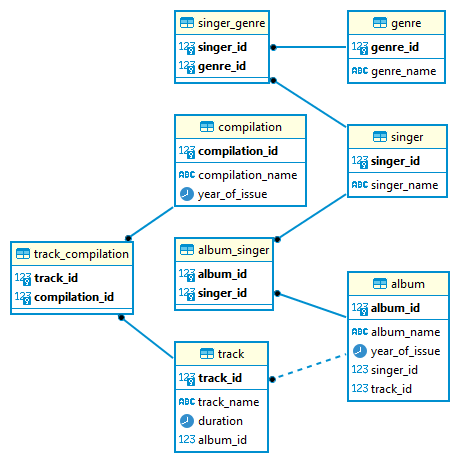 singer_genre
123 singer_id
123 genre_id
genre
123 genre_id
ABC genre_name
compilation
123 compilation_id
ABC compilation_name
year_of_issue
singer
123 singer_id
ABC singer_name
track_compilation
123 track_id
123 compilation_id
album_singer
123 album_id
123 singer_id
album
123 album_id
ABC album_name
year_of_issue
123 singer_id
123 track_id
track
123 track_id
ABC track_name
duration
123 album_id